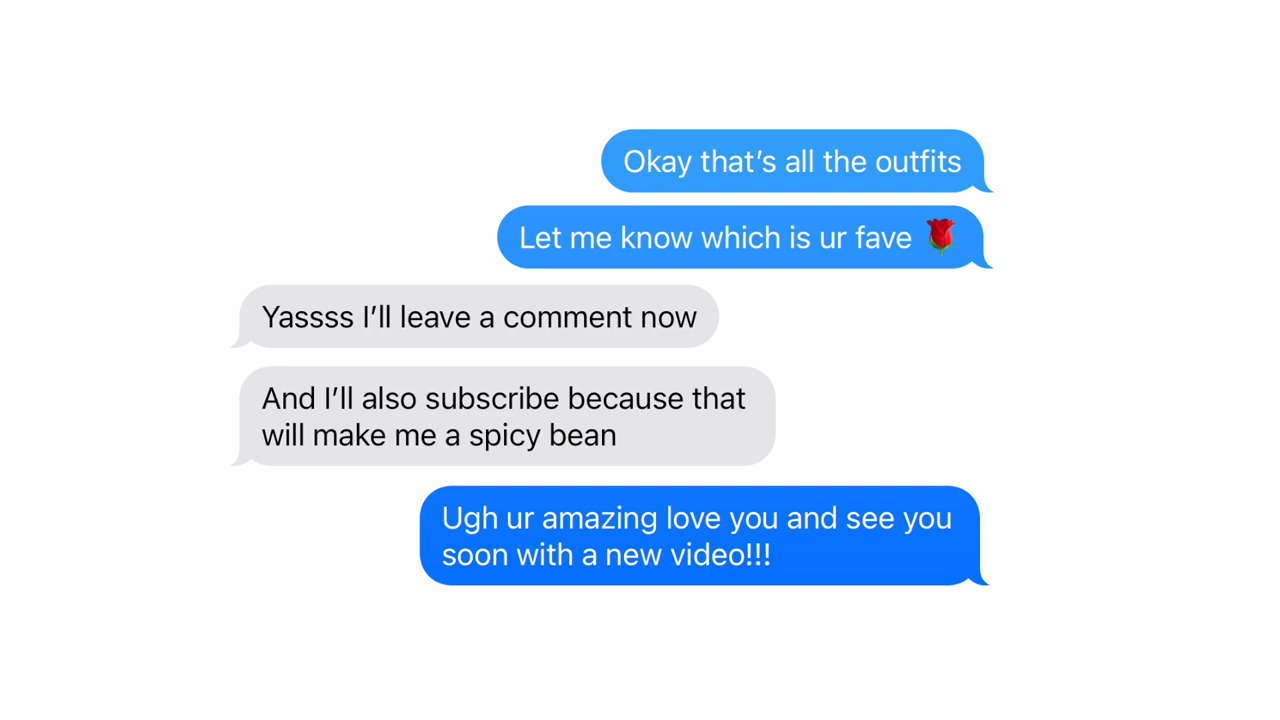 Okay that’s all the outfits
Let me know which is ur fave 🌹
Yassss I’ll leave a comment now
And I’ll also subscribe because that
will make me a spicy bean
Ugh ur amazing love you and see you
soon with a new video!!!